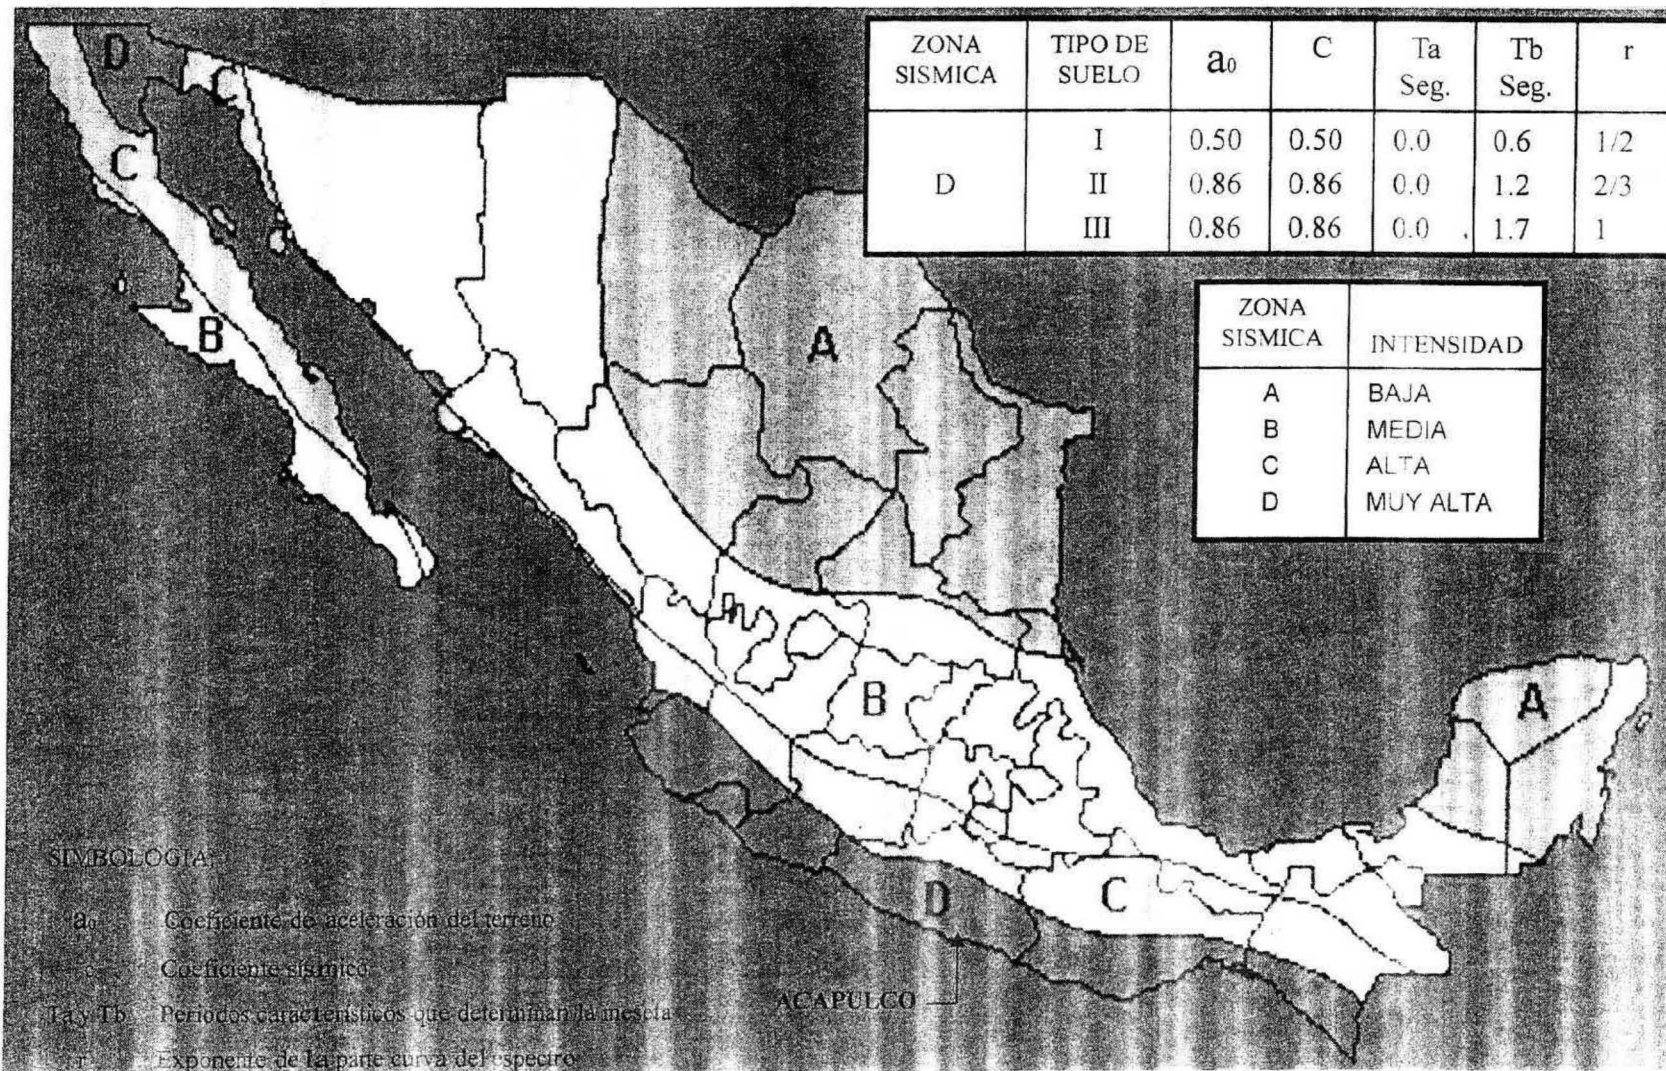 ZONA SISMICA TIPO DE SUELO a₀ C Ta Seg. Tb Seg. r
D I 0.50 0.50 0.0 0.6 1/2
II 0.86 0.86 0.0 1.2 2/3
III 0.86 0.86 0.0 1.7 1
ZONA SISMICA INTENSIDAD
A BAJA
B MEDIA
C ALTA
D MUY ALTA
D
C
C
B
A
B
A
D
C
ACAPULCO
SIMBOLOGIA:
a₀ Coeficiente de aceleración del terreno
c Coeficiente sísmico
Ta y Tb Periodos característicos que determinan la meseta
r Exponente de la parte curva del espectro